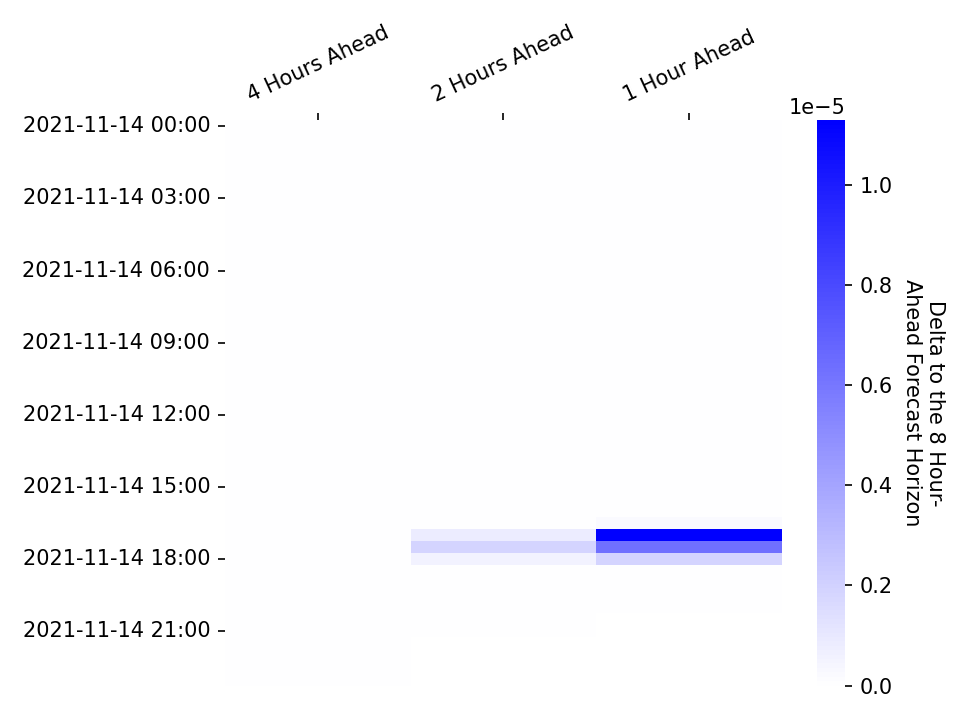 4 Hours Ahead
2 Hours Ahead
1 Hour Ahead
2021-11-14 00:00
2021-11-14 03:00
2021-11-14 06:00
2021-11-14 09:00
2021-11-14 12:00
2021-11-14 15:00
2021-11-14 18:00
2021-11-14 21:00
1e−5
1.0
0.8
0.6
0.4
0.2
0.0
Delta to the 8 Hour-
Ahead Forecast Horizon